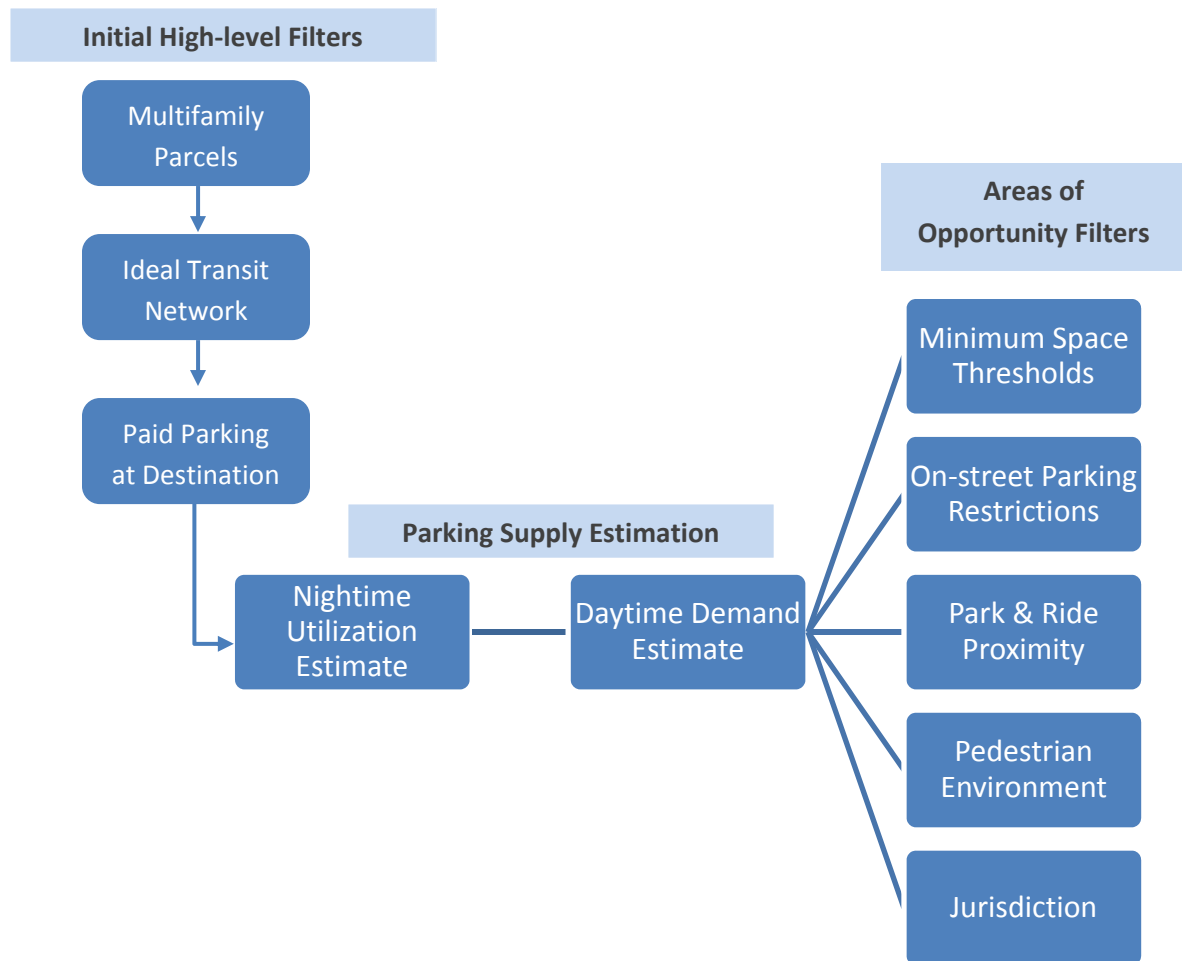 Initial High-level Filters
Multifamily
Parcels
Ideal Transit
Network
Paid Parking
at Destination
Parking Supply Estimation
Nightime
Utilization
Estimate
Daytime Demand
Estimate
Areas of
Opportunity Filters
Minimum Space
Thresholds
On-street Parking
Restrictions
Park & Ride
Proximity
Pedestrian
Environment
Jurisdiction